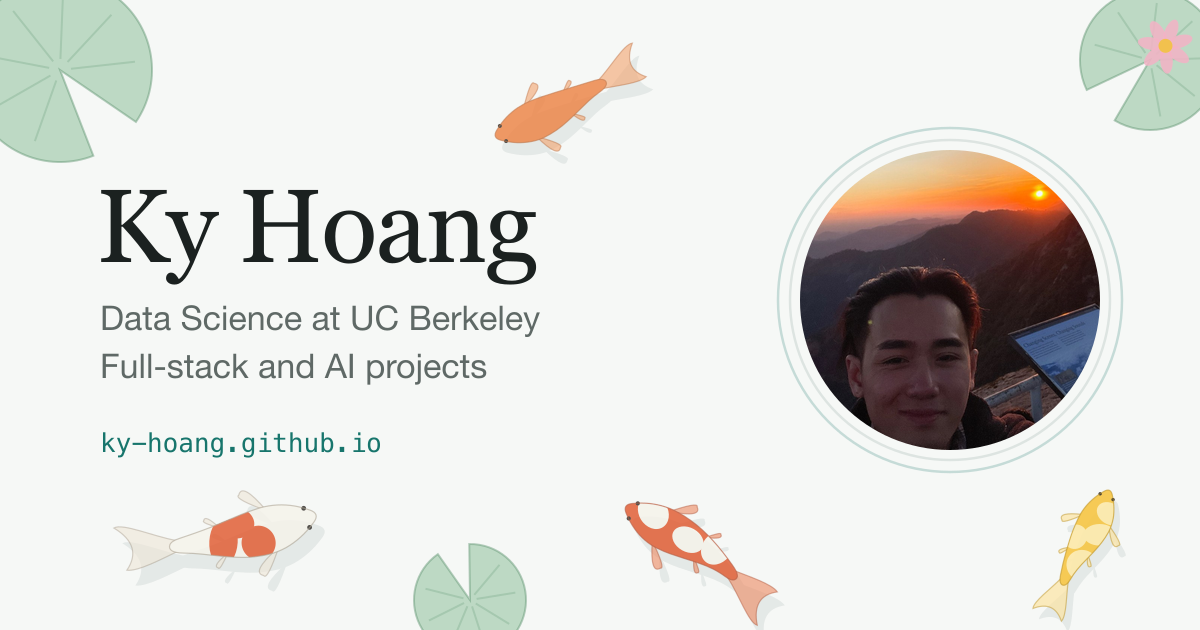 Ky Hoang
Data Science at UC Berkeley
Full-stack and AI projects
ky-hoang.github.io